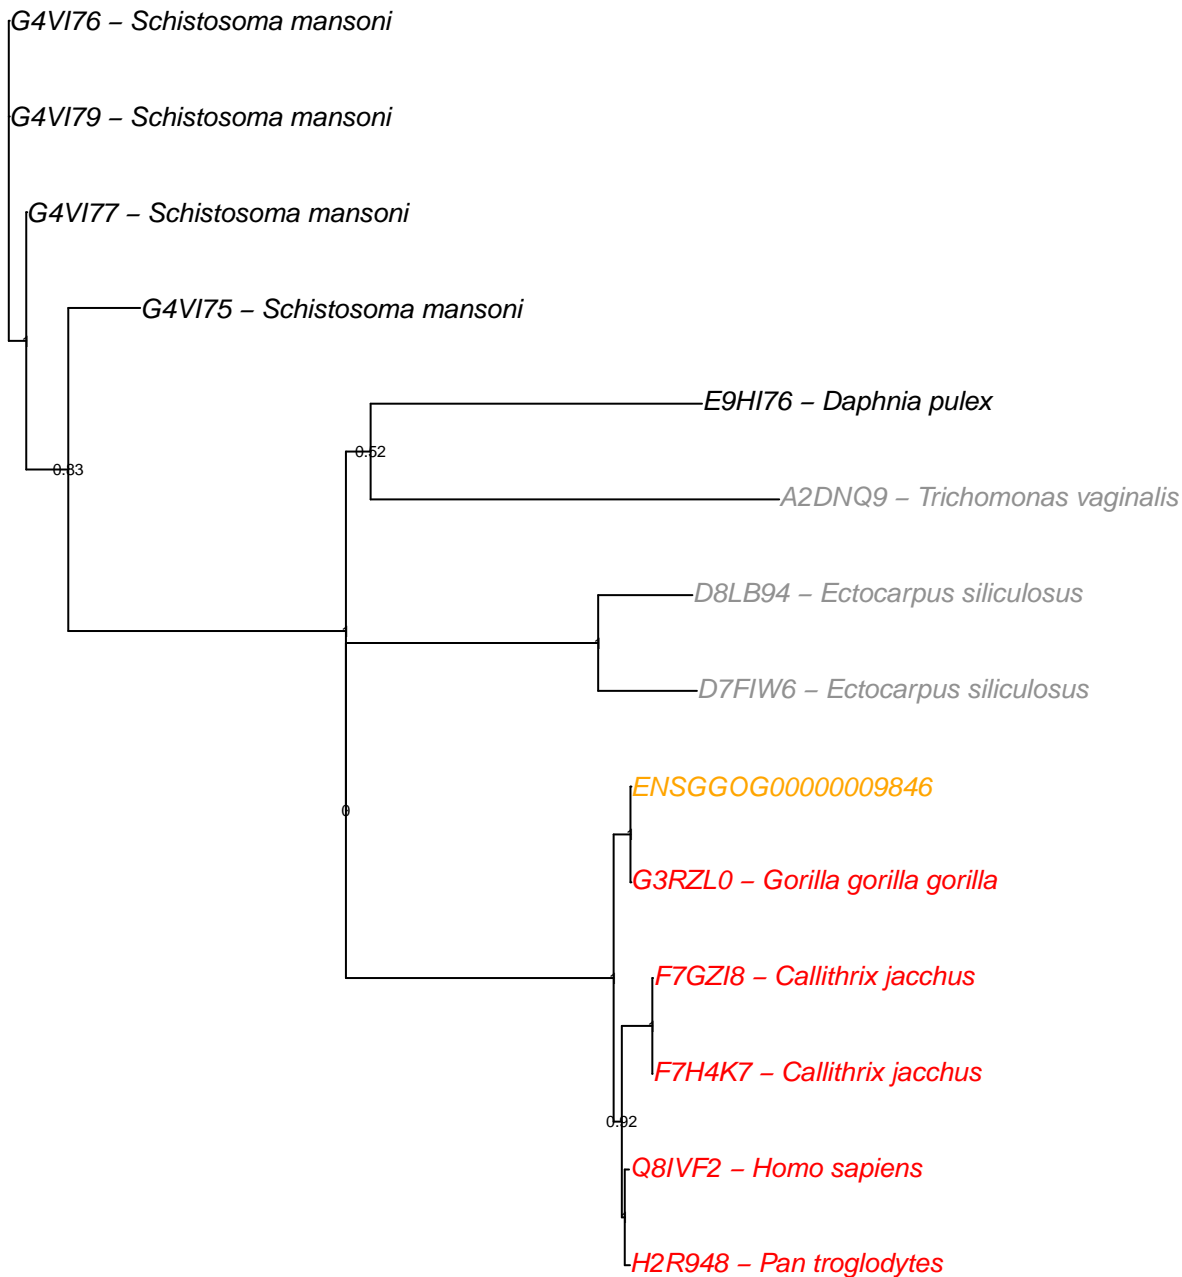 G4VI76 – Schistosoma mansoni
G4VI79 – Schistosoma mansoni
G4VI77 – Schistosoma mansoni
G4VI75 – Schistosoma mansoni
E9HI76 – Daphnia pulex
0.52
0.83
A2DNQ9 – Trichomonas vaginalis
D8LB94 – Ectocarpus siliculosus
D7FIW6 – Ectocarpus siliculosus
ENSGGOG00000009846
0
G3RZL0 – Gorilla gorilla gorilla
F7GZI8 – Callithrix jacchus
F7H4K7 – Callithrix jacchus
0.92
Q8IVF2 – Homo sapiens
H2R948 – Pan troglodytes